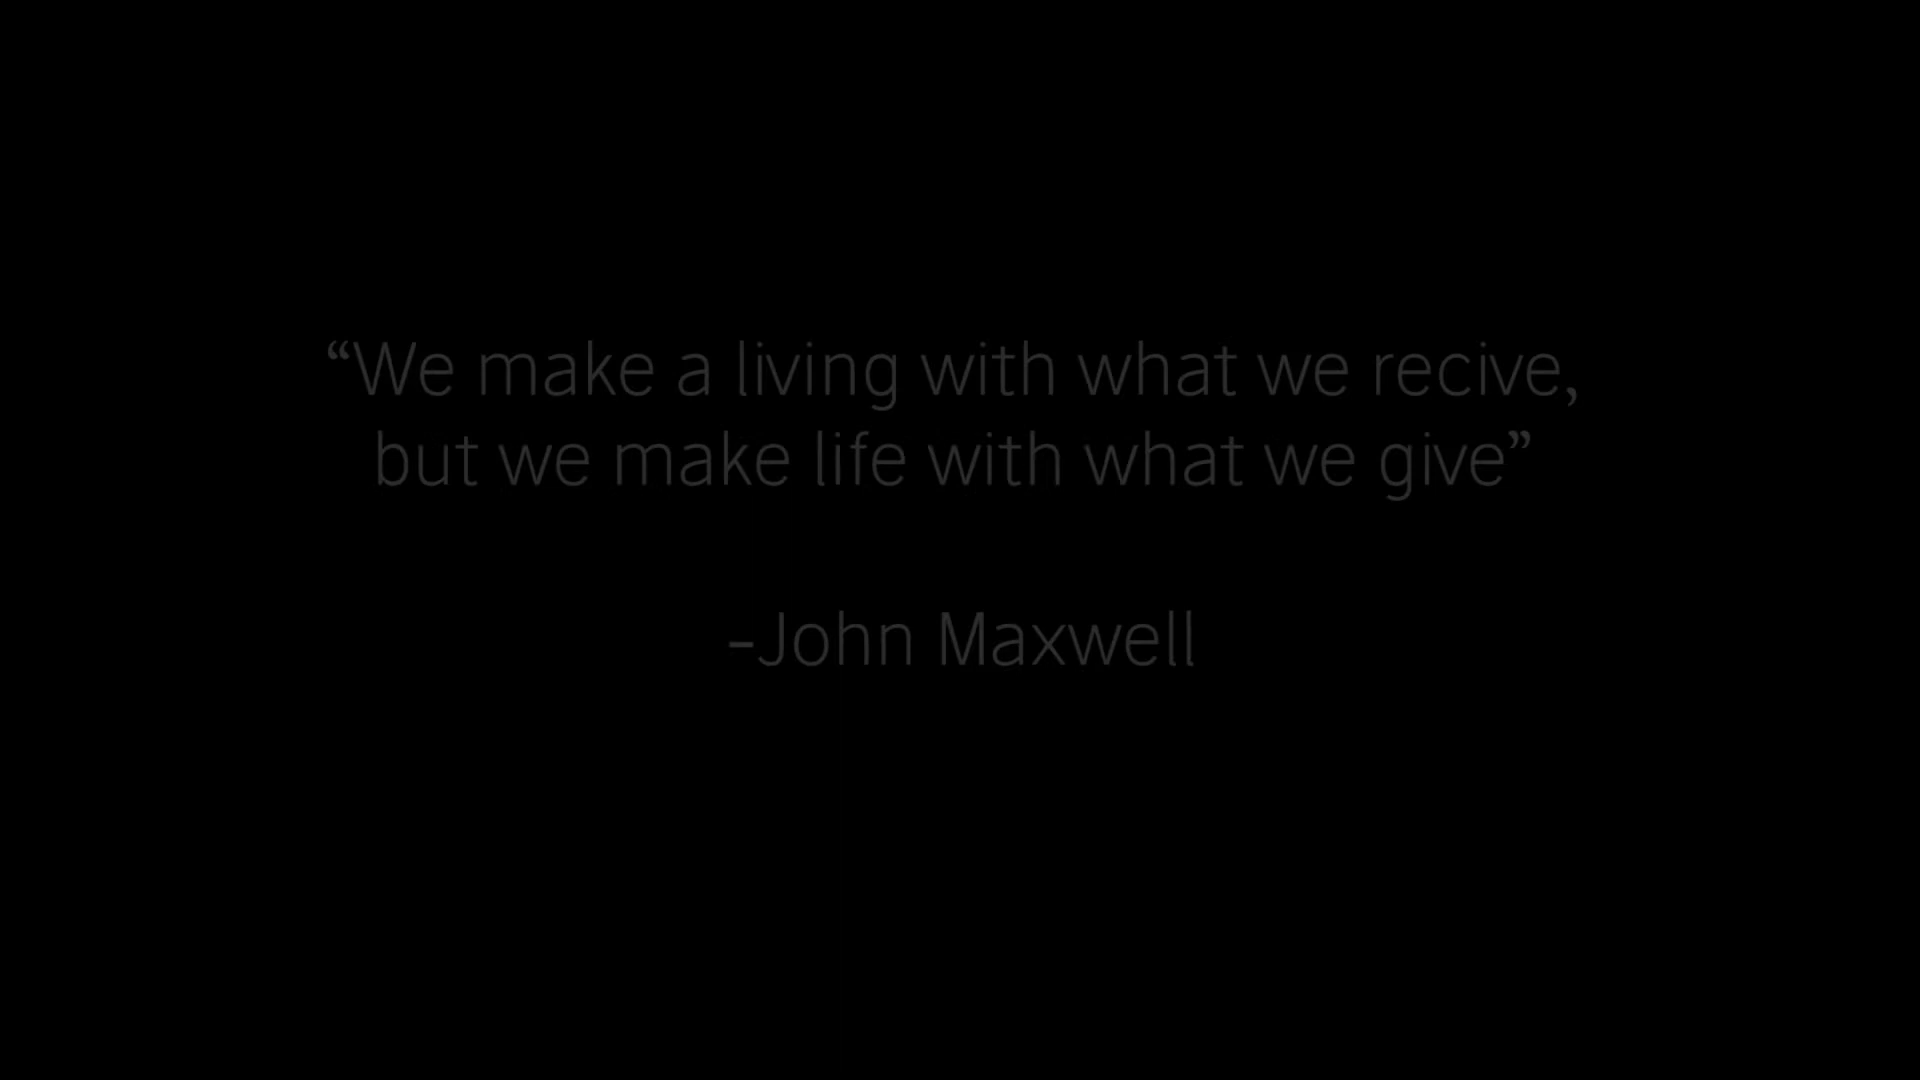 “We make a living with what we recive,
but we make life with what we give”
-John Maxwell